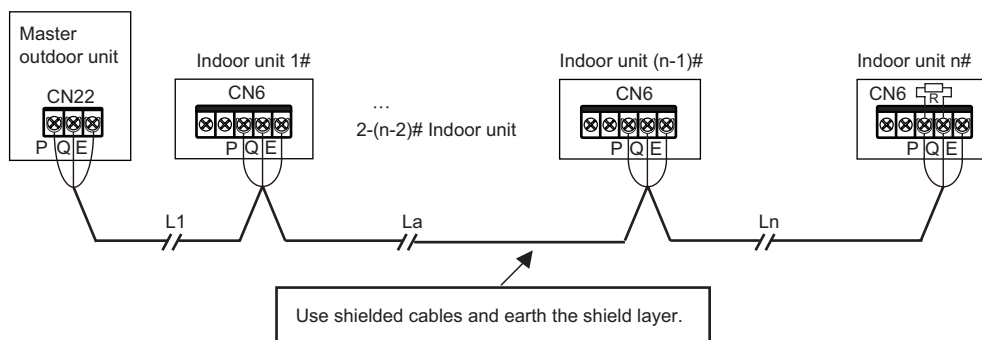 Master
outdoor unit
CN22
P Q E
Indoor unit 1#
CN6
P Q E
...
2-(n-2)# Indoor unit
Indoor unit (n-1)#
CN6
P Q E
Indoor unit n#
CN6
R
P Q E
L1
La
Ln
Use shielded cables and earth the shield layer.